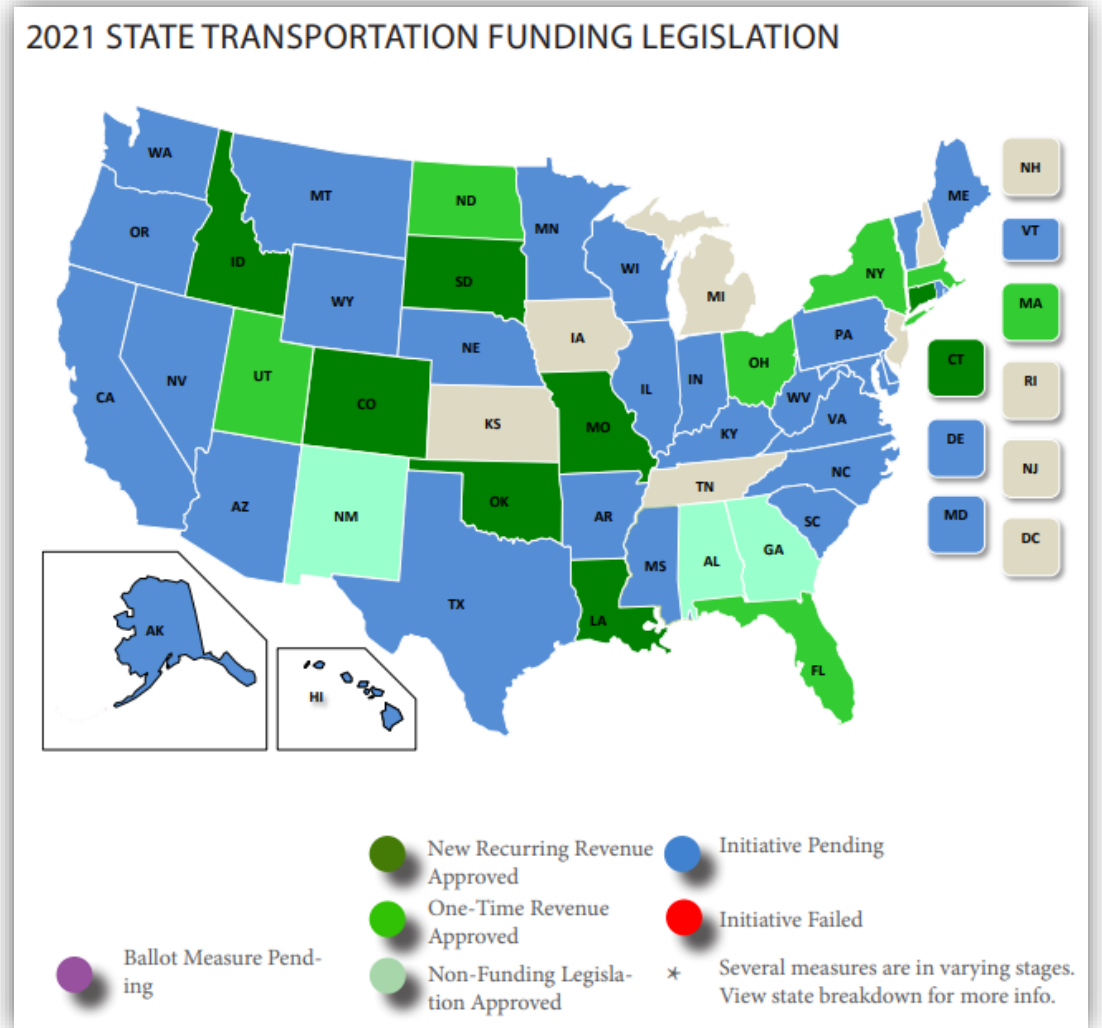 2021 STATE TRANSPORTATION FUNDING LEGISLATION
WA
MT
ND
MN
ME
NH
OR
ID
SD
WI
NY
VT
WY
MI
MA
NE
IA
PA
CT
RI
NV
UT
CO
IL
IN
OH
WV
CA
KS
MO
KY
VA
DE
NJ
AZ
NM
OK
AR
TN
NC
SC
MD
DC
TX
MS
AL
GA
LA
AK
HI
FL
New Recurring Revenue
Approved
One-Time Revenue
Approved
Ballot Measure Pend-
ing
Non-Funding Legisla-
tion Approved
Initiative Pending
Initiative Failed
* Several measures are in varying stages.
View state breakdown for more info.